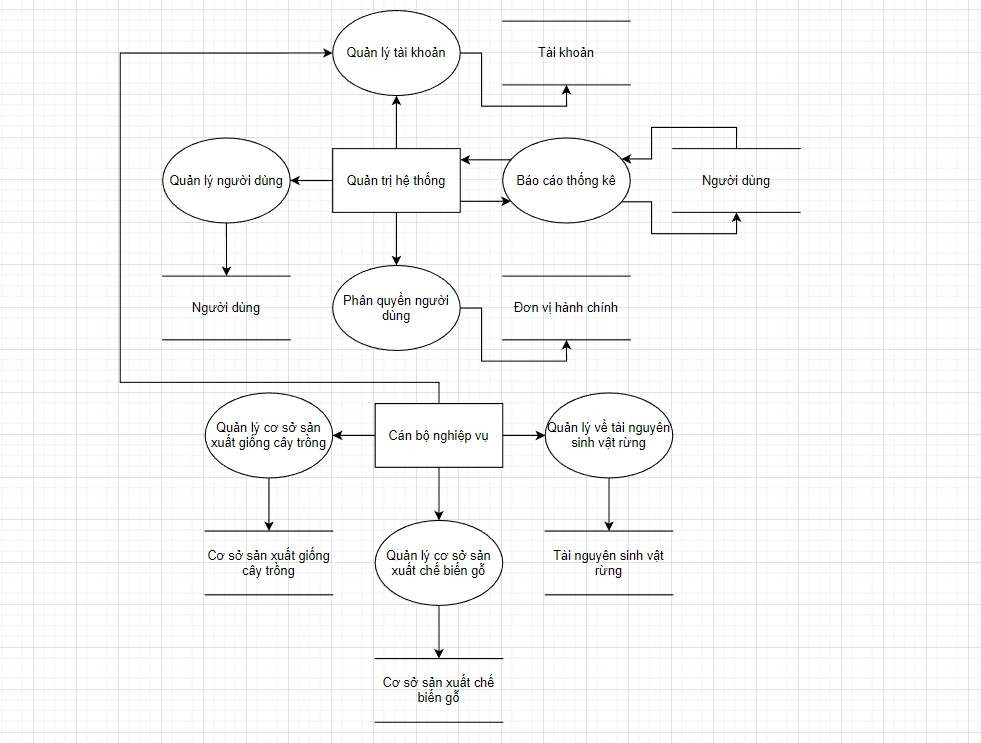 Quản lý tài khoản
Tài khoản
Quản lý người dùng
Quản trị hệ thống
Báo cáo thống kê
Người dùng
Người dùng
Phân quyền người
dùng
Đơn vị hành chính
Quản lý cơ sở sản
xuất giống cây trồng
Cán bộ nghiệp vụ
Quản lý về tài nguyên
sinh vật rừng
Cơ sở sản xuất giống
cây trồng
Quản lý cơ sở sản
xuất chế biến gỗ
Tài nguyên sinh vật
rừng
Cơ sở sản xuất chế
biến gỗ